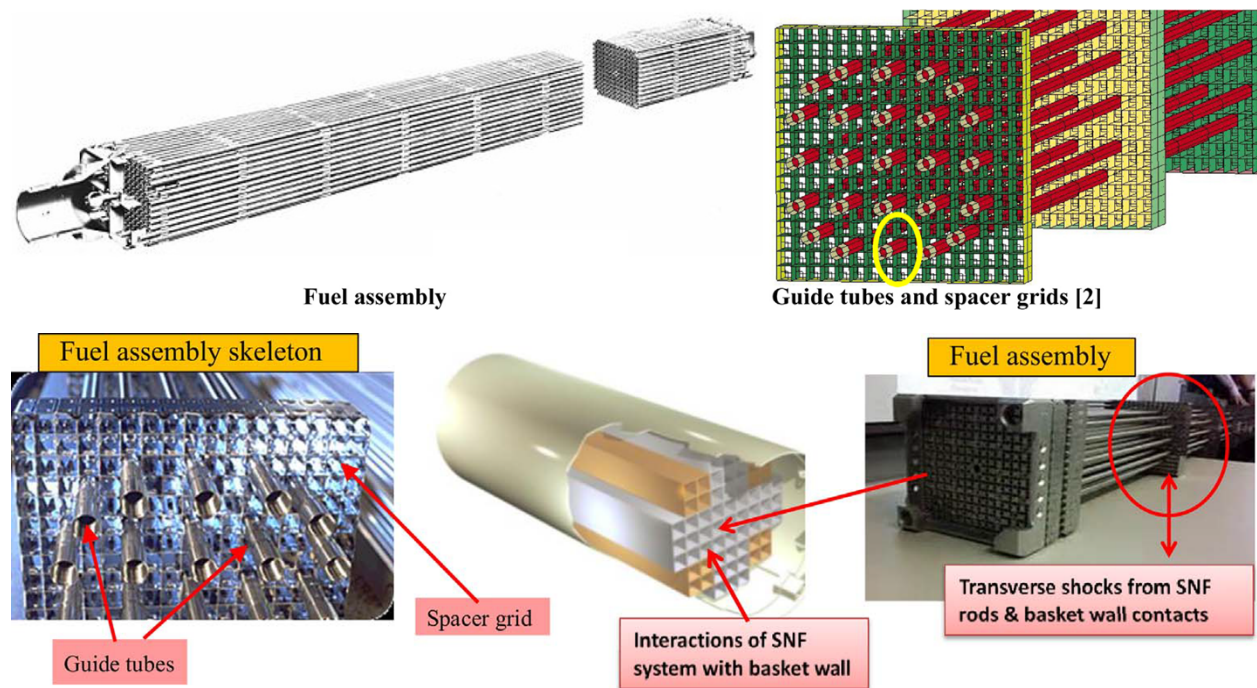 Fuel assembly
Guide tubes and spacer grids [2]
Fuel assembly skeleton
Fuel assembly
Guide tubes
Spacer grid
Interactions of SNF
system with basket wall
Transverse shocks from SNF
rods & basket wall contacts